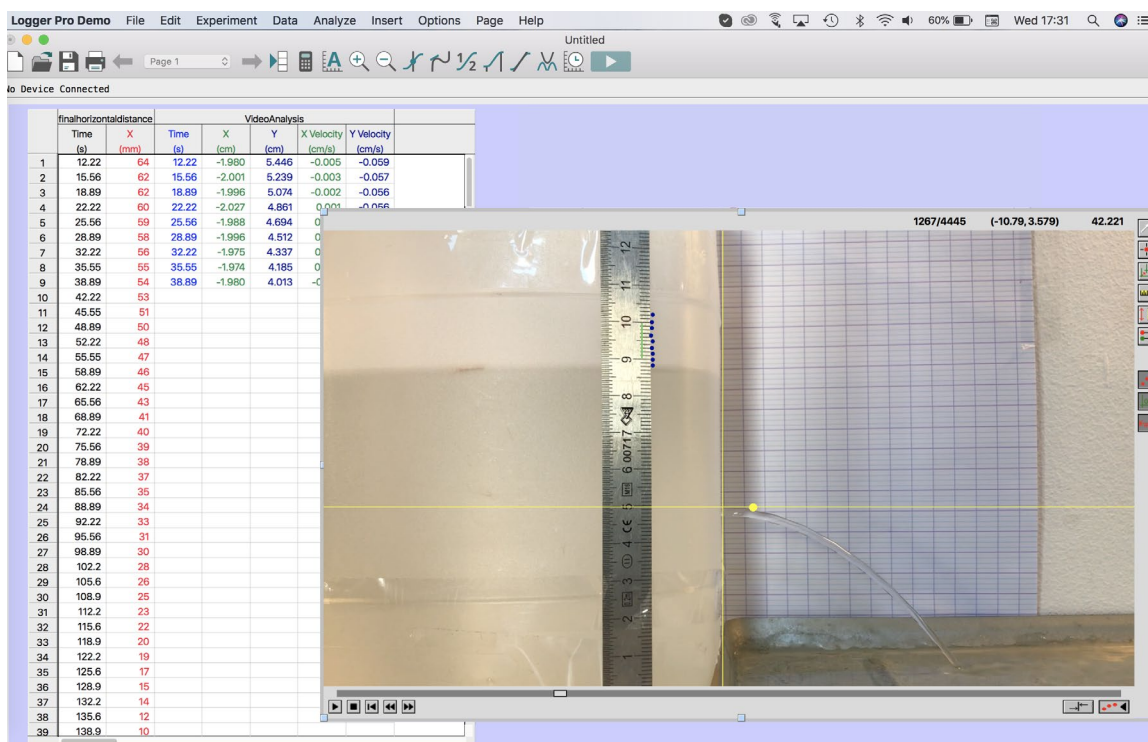 Logger Pro Demo File Edit Experiment Data Analyze Insert Options Page Help 60% Wed 17:31
Untitled
Page 1
No Device Connected
finalhorizontaldistance VideoAnalysis
Time X Time X Y X Velocity Y Velocity
(s) (mm) (s) (cm) (cm) (cm/s) (cm/s)
1 12.22 64 12.22 -1.980 5.446 -0.005 -0.059
2 15.56 62 15.56 -2.001 5.239 -0.003 -0.057
3 18.89 62 18.89 -1.996 5.074 -0.002 -0.056
4 22.22 60 22.22 -2.027 4.861 0.001 -0.056
5 25.56 59 25.56 -1.988 4.694 0
6 28.89 58 28.89 -1.996 4.512 0
7 32.22 56 32.22 -1.975 4.337 0
8 35.55 55 35.55 -1.974 4.185 0
9 38.89 54 38.89 -1.980 4.013
10 42.22 53
11 45.55 51
12 48.89 50
13 52.22 48
14 55.55 47
15 58.89 46
16 62.22 45
17 65.56 43
18 68.89 41
19 72.22 40
20 75.56 39
21 78.89 38
22 82.22 37
23 85.56 35
24 88.89 34
25 92.22 33
26 95.56 31
27 98.89 30
28 102.2 28
29 105.6 26
30 108.9 25
31 112.2 23
32 115.6 22
33 118.9 20
34 122.2 19
35 125.6 17
36 128.9 15
37 132.2 14
38 135.6 12
39 138.9 10
1267/4445 (-10.79, 3.579) 42.221
1 2 3 4 CE 5 6 00717 8 9 10 11 12